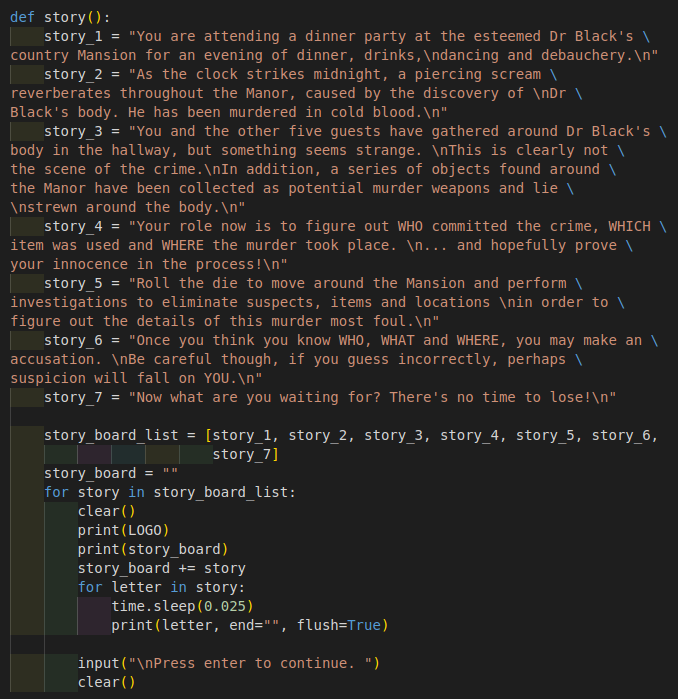 def story():
    story_1 = "You are attending a dinner party at the esteemed Dr Black's \
country Mansion for an evening of dinner, drinks,\ndancing and debauchery.\n"
    story_2 = "As the clock strikes midnight, a piercing scream \
reverberates throughout the Manor, caused by the discovery of \nDr \
Black's body. He has been murdered in cold blood.\n"
    story_3 = "You and the other five guests have gathered around Dr Black's \
body in the hallway, but something seems strange. \nThis is clearly not \
the scene of the crime.\nIn addition, a series of objects found around \
the Manor have been collected as potential murder weapons and lie \
\nstrewn around the body.\n"
    story_4 = "Your role now is to figure out WHO committed the crime, WHICH \
item was used and WHERE the murder took place. \n... and hopefully prove \
your innocence in the process!\n"
    story_5 = "Roll the die to move around the Mansion and perform \
investigations to eliminate suspects, items and locations \nin order to \
figure out the details of this murder most foul.\n"
    story_6 = "Once you think you know WHO, WHAT and WHERE, you may make an \
accusation. \nBe careful though, if you guess incorrectly, perhaps \
suspicion will fall on YOU.\n"
    story_7 = "Now what are you waiting for? There's no time to lose!\n"

    story_board_list = [story_1, story_2, story_3, story_4, story_5, story_6,
                        story_7]
    story_board = ""
    for story in story_board_list:
        clear()
        print(LOGO)
        print(story_board)
        story_board += story
        for letter in story:
            time.sleep(0.025)
            print(letter, end="", flush=True)

        input("\nPress enter to continue. ")
        clear()